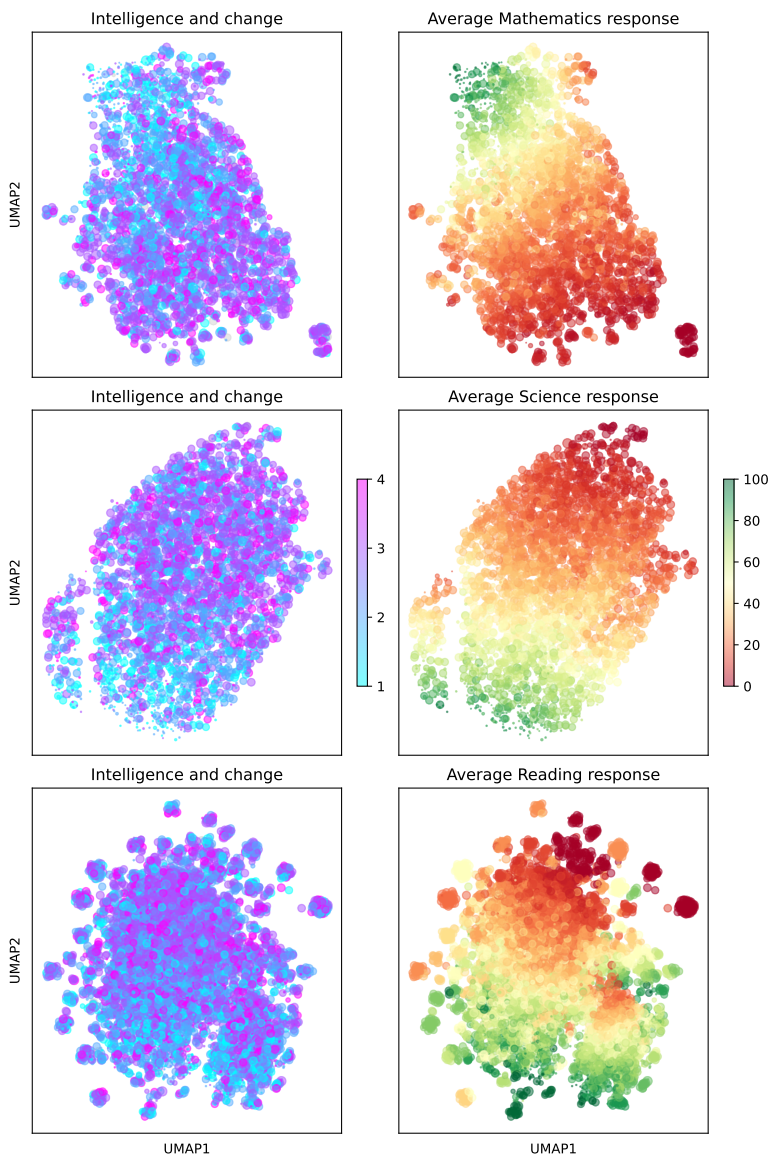 Intelligence and change
Average Mathematics response
UMAP2
Intelligence and change
Average Science response
UMAP2
4
3
2
1
100
80
60
40
20
0
Intelligence and change
Average Reading response
UMAP2
UMAP1
UMAP1